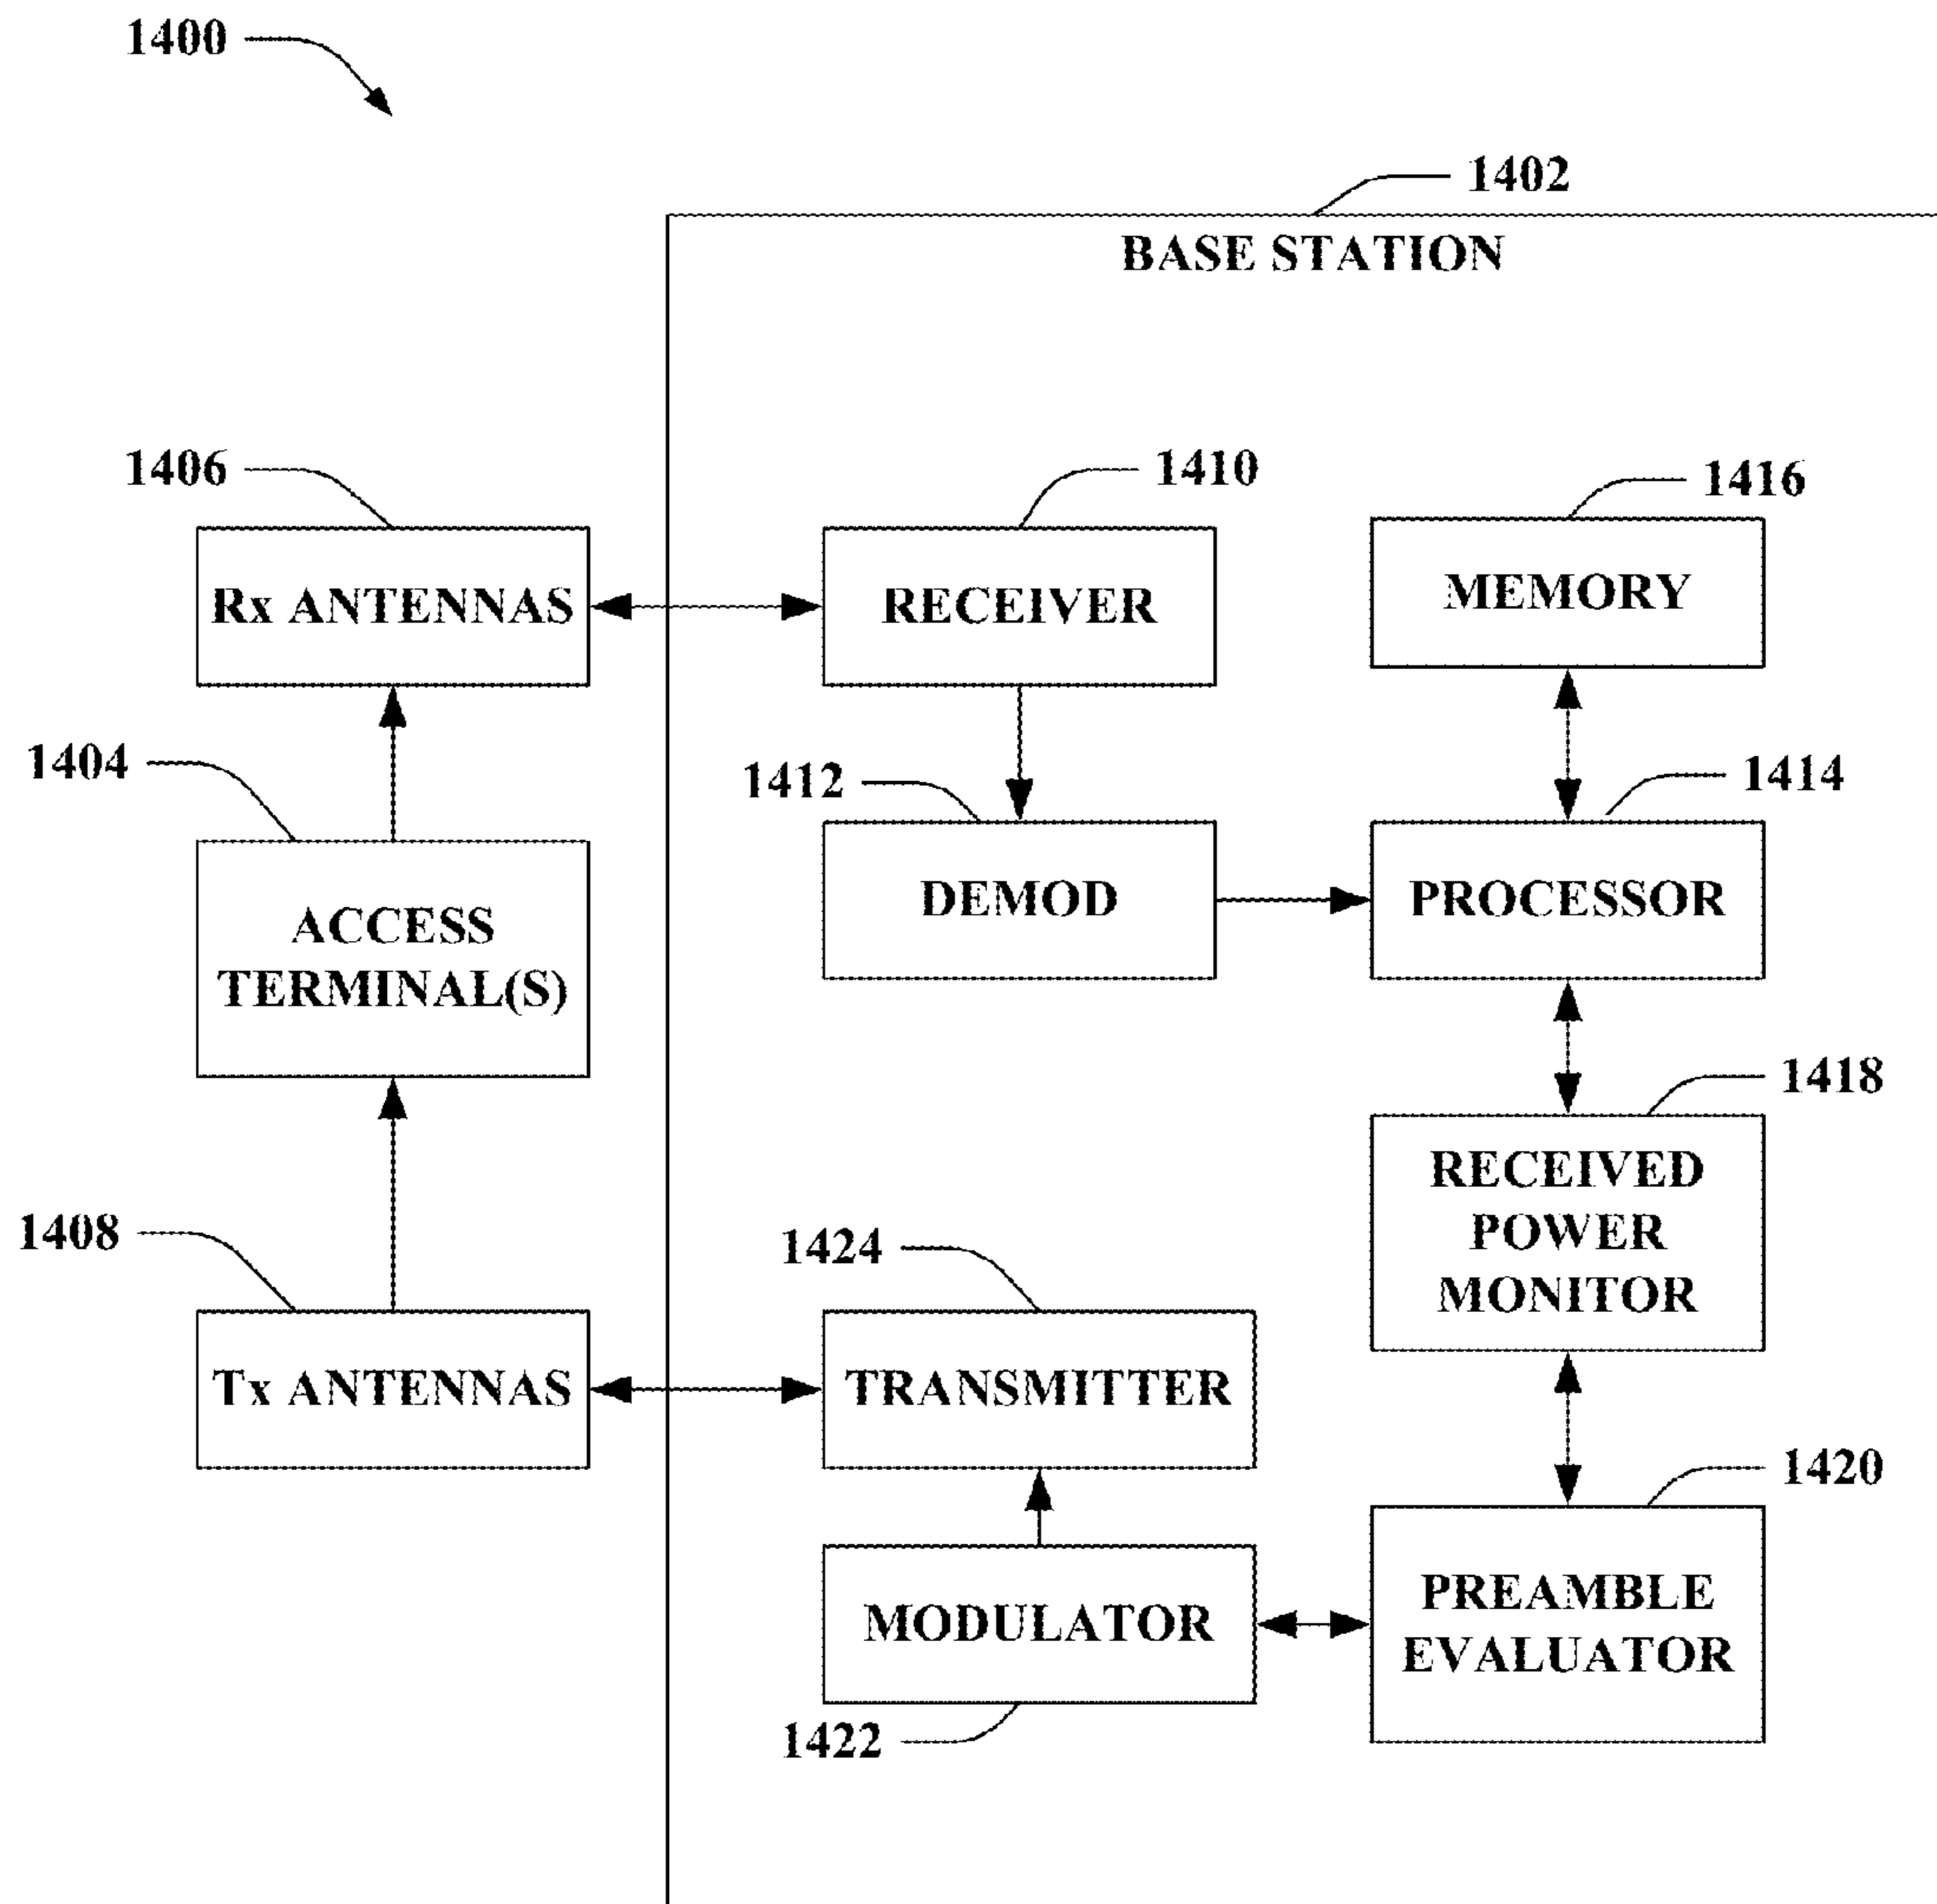 1400
1402
BASE STATION
1406
1410
1416
Rx ANTENNAS
RECEIVER
MEMORY
1404
1412
1414
ACCESS
TERMINAL(S)
DEMOD
PROCESSOR
1418
1408
1424
RECEIVED
POWER
MONITOR
Tx ANTENNAS
TRANSMITTER
1420
MODULATOR
PREAMBLE
EVALUATOR
1422